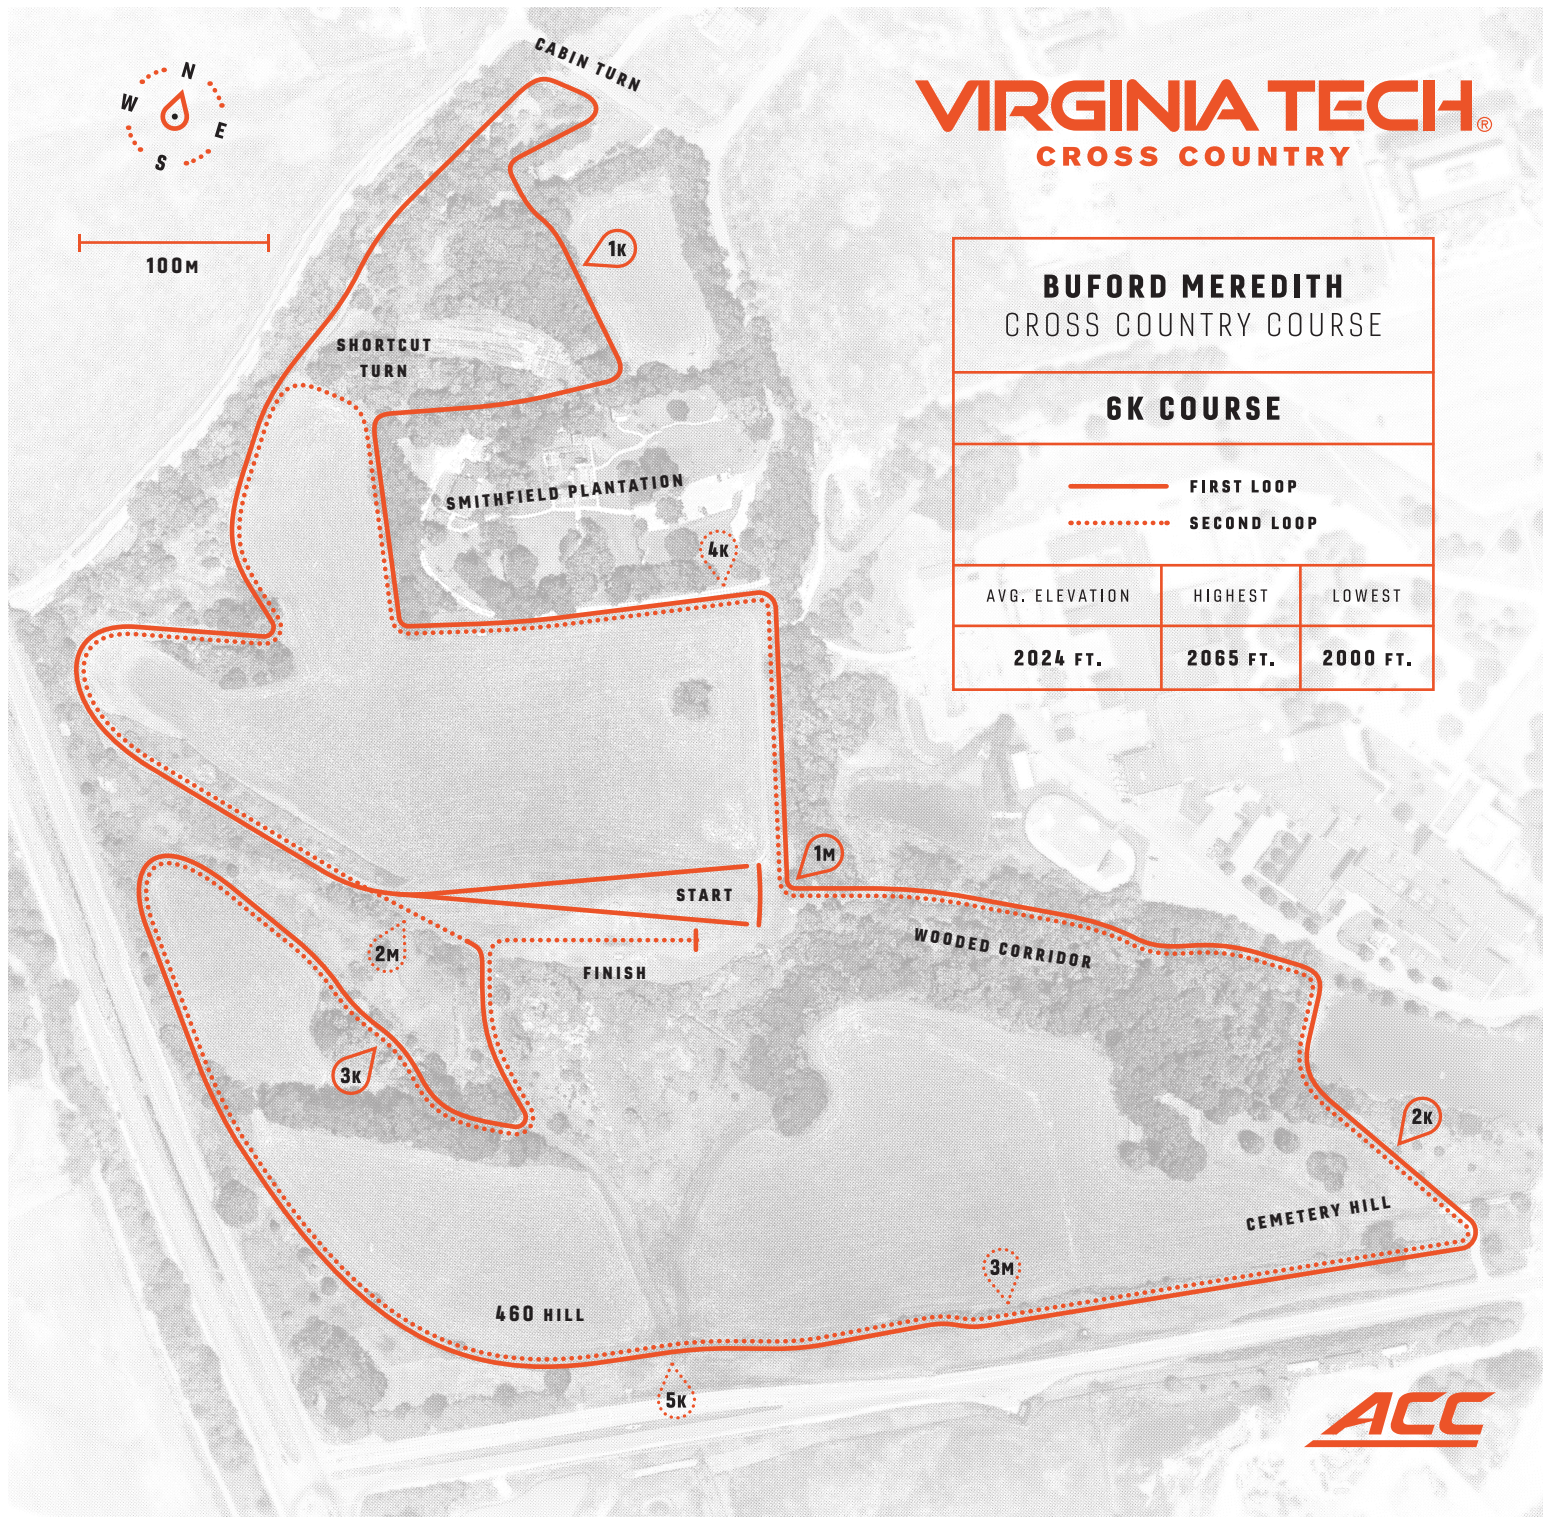 CABIN TURN
N
W
E
S
100M
VIRGINIA TECH®
CROSS COUNTRY
1K
BUFORD MEREDITH
CROSS COUNTRY COURSE
6K COURSE
FIRST LOOP
SECOND LOOP
AVG. ELEVATION
HIGHEST
LOWEST
2024 FT.
2065 FT.
2000 FT.
SHORTCUT
TURN
SMITHFIELD PLANTATION
4K
1M
START
2M
FINISH
WOODED CORRIDOR
3K
2K
CEMETERY HILL
3M
460 HILL
5K
ACC